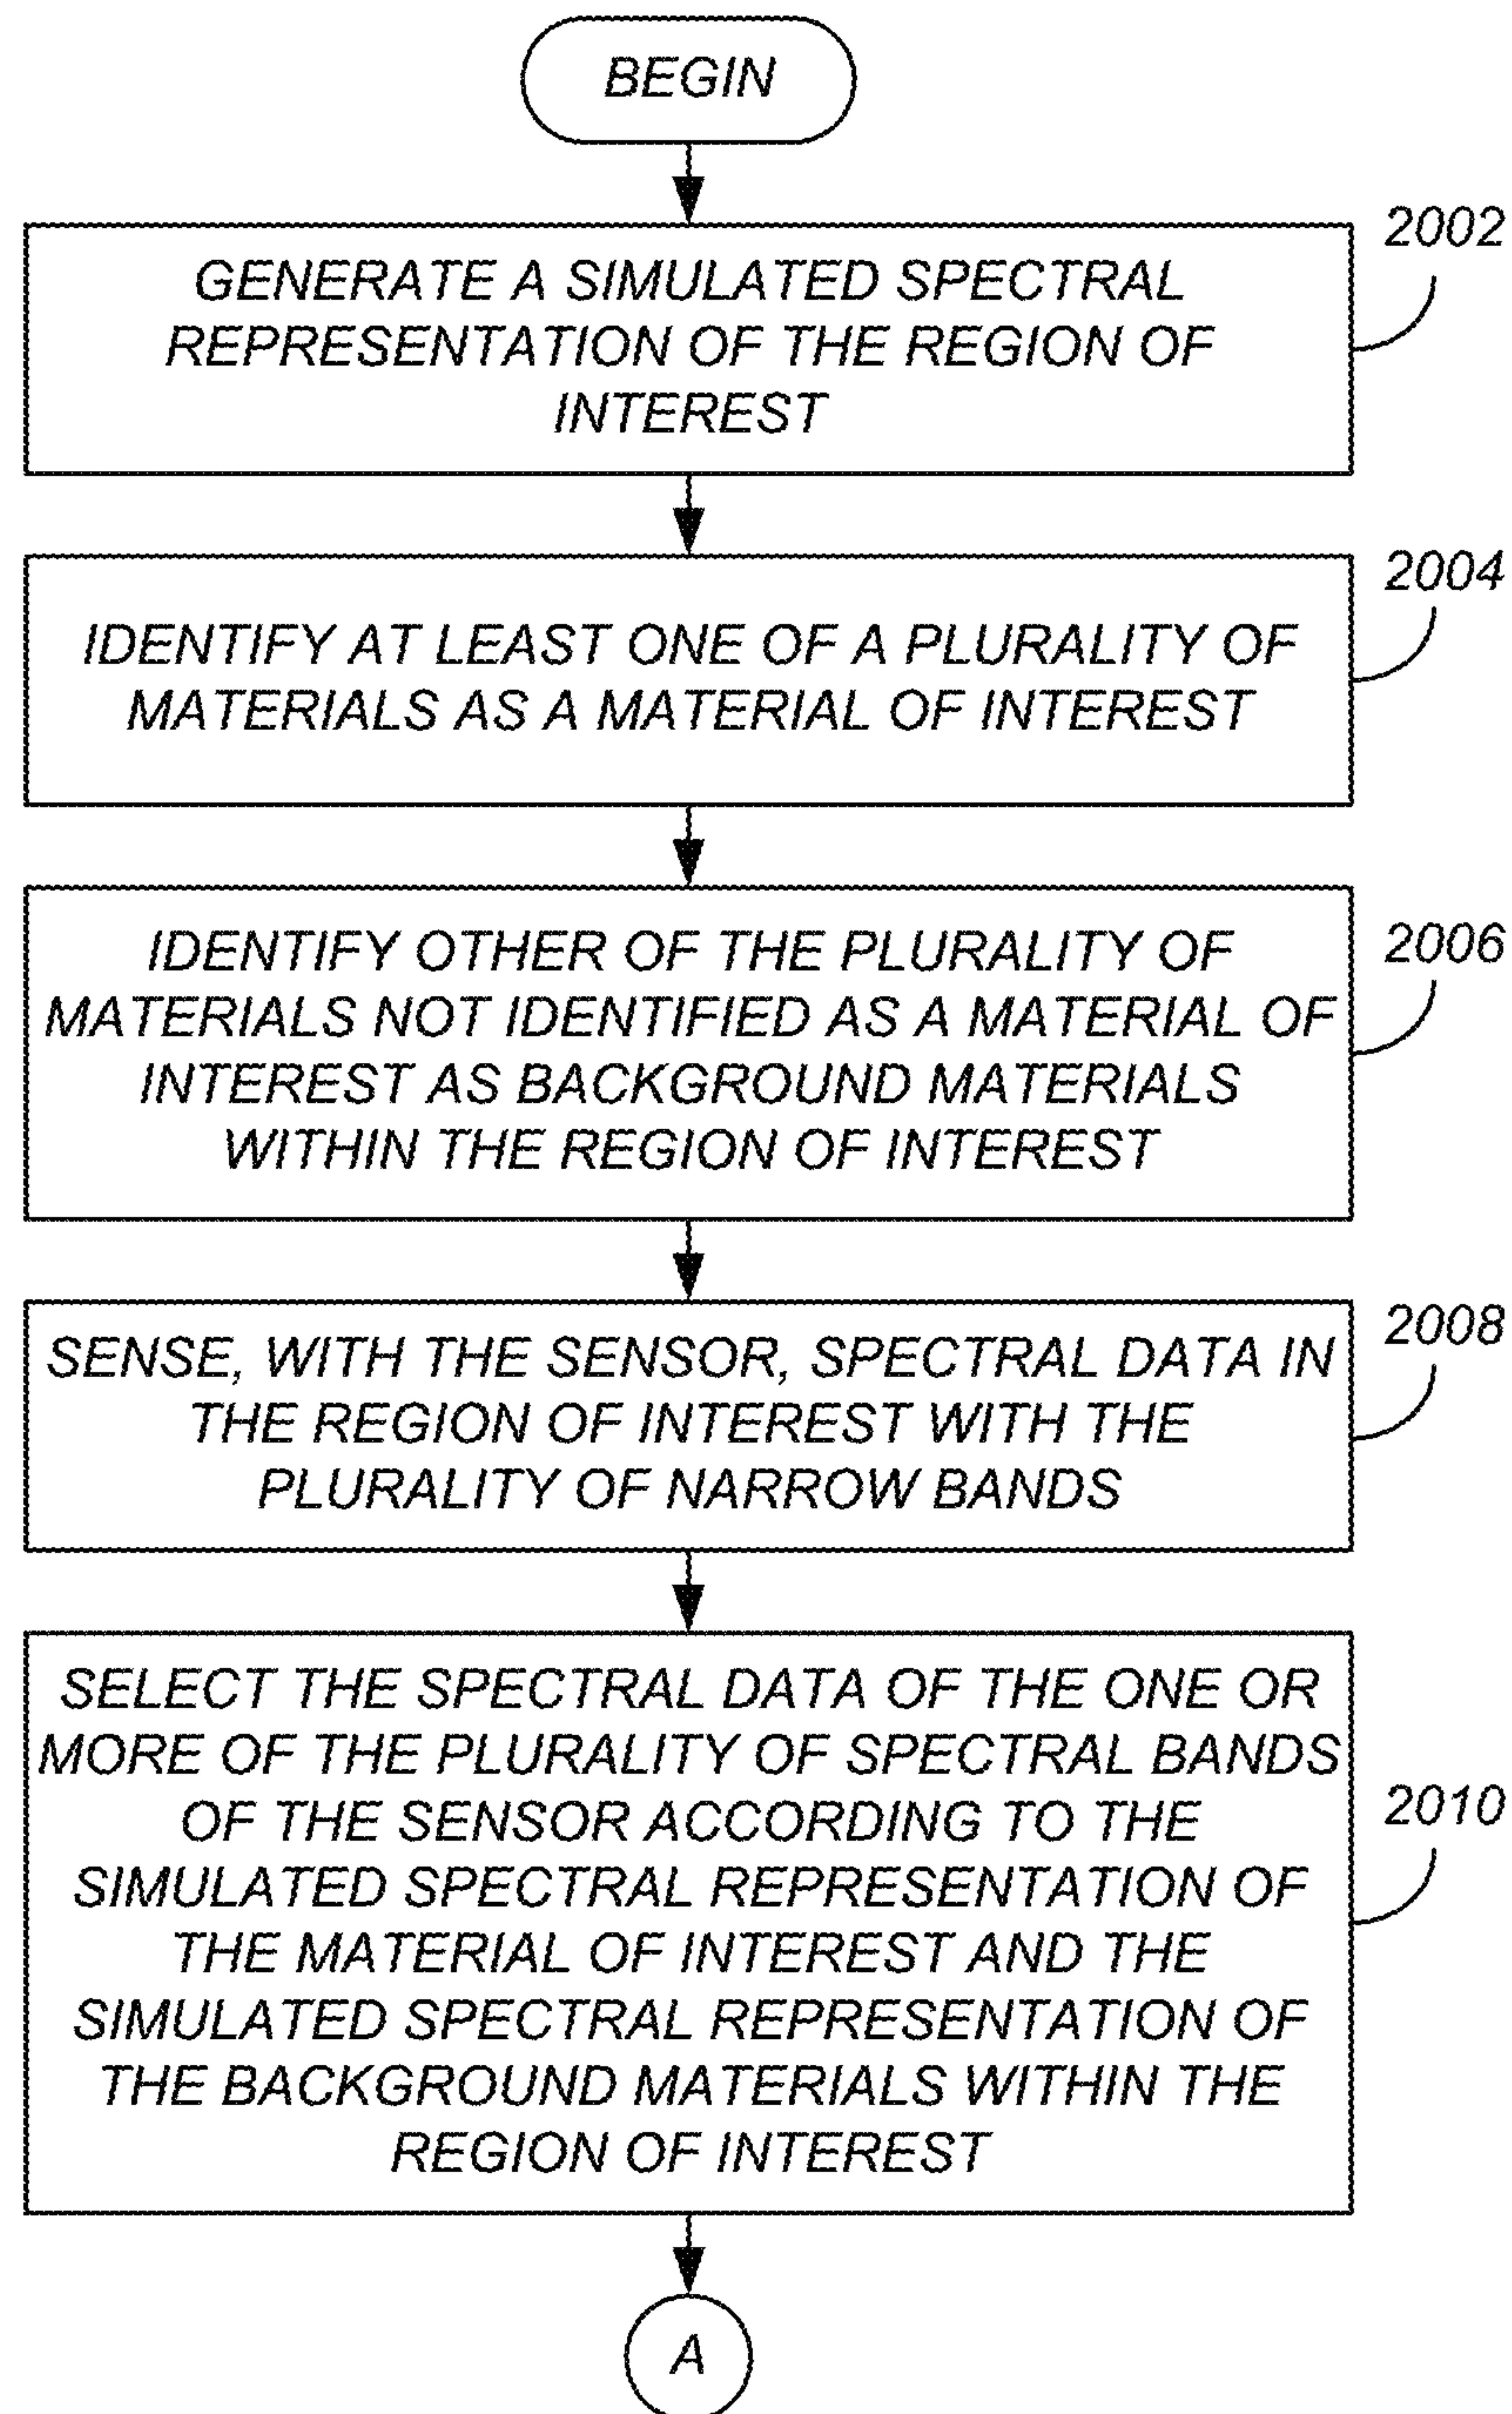 BEGIN
2002
GENERATE A SIMULATED SPECTRAL
REPRESENTATION OF THE REGION OF
INTEREST
2004
IDENTIFY AT LEAST ONE OF A PLURALITY OF
MATERIALS AS A MATERIAL OF INTEREST
2006
IDENTIFY OTHER OF THE PLURALITY OF
MATERIALS NOT IDENTIFIED AS A MATERIAL OF
INTEREST AS BACKGROUND MATERIALS
WITHIN THE REGION OF INTEREST
2008
SENSE, WITH THE SENSOR, SPECTRAL DATA IN
THE REGION OF INTEREST WITH THE
PLURALITY OF NARROW BANDS
SELECT THE SPECTRAL DATA OF THE ONE OR
MORE OF THE PLURALITY OF SPECTRAL BANDS
OF THE SENSOR ACCORDING TO THE
2010
SIMULATED SPECTRAL REPRESENTATION OF
THE MATERIAL OF INTEREST AND THE
SIMULATED SPECTRAL REPRESENTATION OF
THE BACKGROUND MATERIALS WITHIN THE
REGION OF INTEREST
A